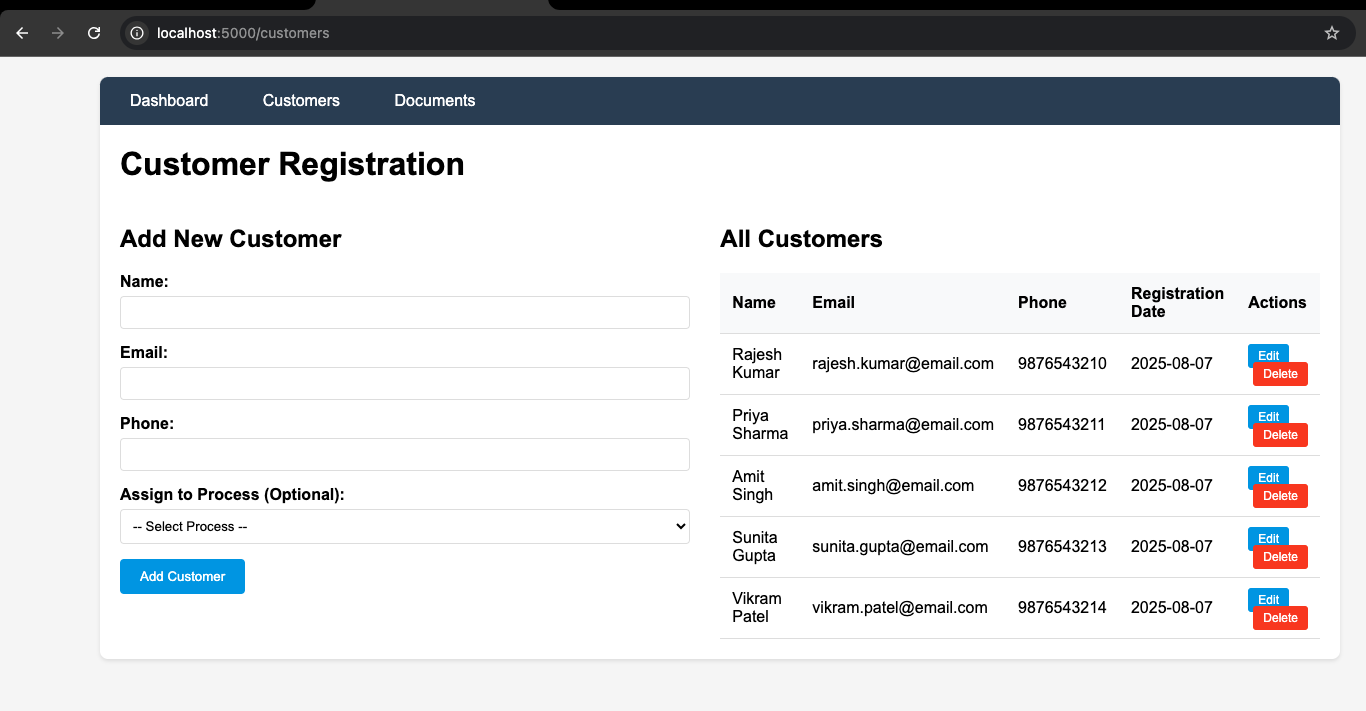 localhost:5000/customers
Dashboard Customers Documents
Customer Registration
Add New Customer
Name:
Email:
Phone:
Assign to Process (Optional):
-- Select Process --
Add Customer
All Customers
Name Email Phone Registration Date Actions
Rajesh Kumar rajesh.kumar@email.com 9876543210 2025-08-07 Edit Delete
Priya Sharma priya.sharma@email.com 9876543211 2025-08-07 Edit Delete
Amit Singh amit.singh@email.com 9876543212 2025-08-07 Edit Delete
Sunita Gupta sunita.gupta@email.com 9876543213 2025-08-07 Edit Delete
Vikram Patel vikram.patel@email.com 9876543214 2025-08-07 Edit Delete